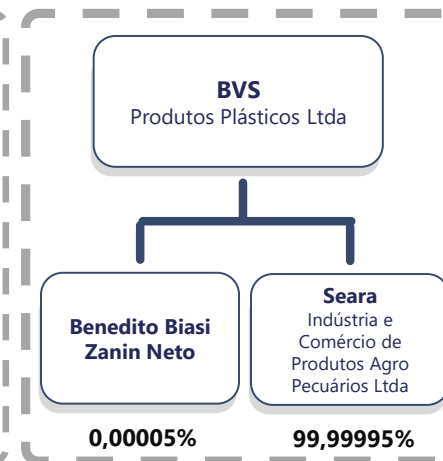 BVS
Produtos Plásticos Ltda
Benedito Biasi
Zanin Neto
Seara
Indústria e
Comércio de
Produtos Agro
Pecuários Ltda
0,00005%
99,99995%